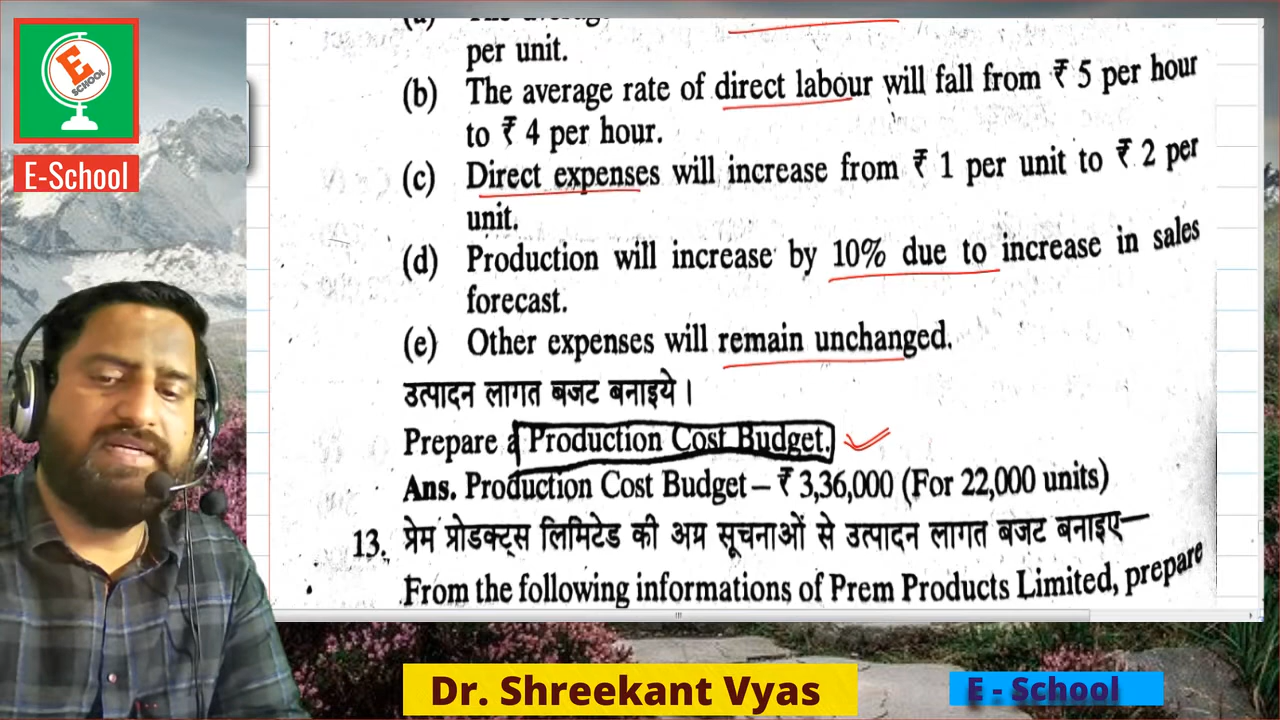 E
SCHOOL
E-School
per unit.
(b) The average rate of direct labour will fall from ₹ 5 per hour
to ₹ 4 per hour.
(c) Direct expenses will increase from ₹ 1 per unit to ₹ 2 per
unit.
(d) Production will increase by 10% due to increase in sales
forecast.
(e) Other expenses will remain unchanged.
उत्पादन लागत बजट बनाइये।
Prepare a Production Cost Budget.
Ans. Production Cost Budget – ₹ 3,36,000 (For 22,000 units)
13. प्रेम प्रोडक्ट्स लिमिटेड की अग्र सूचनाओं से उत्पादन लागत बजट बनाइए—
From the following informations of Prem Products Limited, prepare
Dr. Shreekant Vyas
E - School